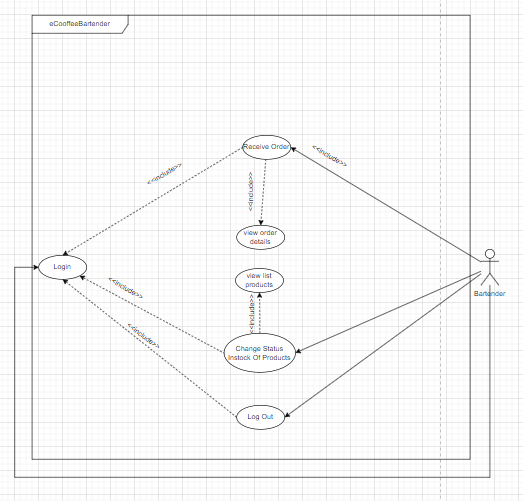 eCooffeeBartender
Receive Order
<<include>>
<<include>>
<<include>>
view order
details
Login
view list
products
Bartender
<<include>>
<<include>>
<<include>>
Change Status
Instock Of Products
Log Out